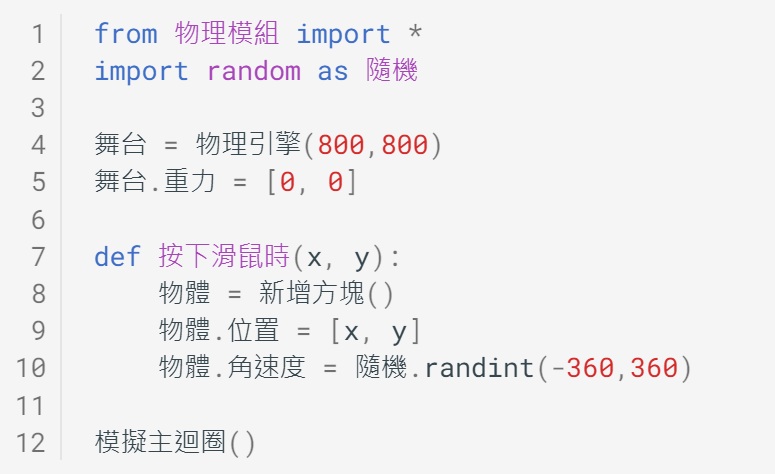 1 from 物理模組 import *
2 import random as 隨機
3
4 舞台 = 物理引擎(800,800)
5 舞台.重力 = [0, 0]
6
7 def 按下滑鼠時(x, y):
8     物體 = 新增方塊()
9     物體.位置 = [x, y]
10     物體.角速度 = 隨機.randint(-360,360)
11
12 模擬主迴圈()